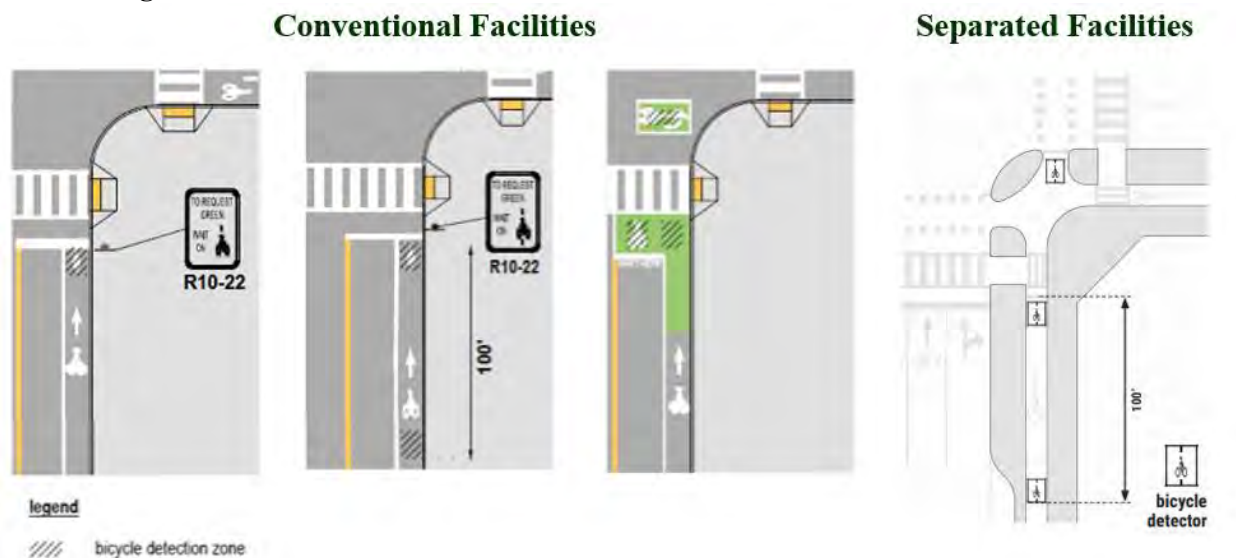 Conventional Facilities
Separated Facilities
TO REQUEST
GREEN
WAIT
ON
R10-22
TO REQUEST
GREEN
WAIT
ON
R10-22
100'
100'
bicycle
detector
legend
bicycle detection zone